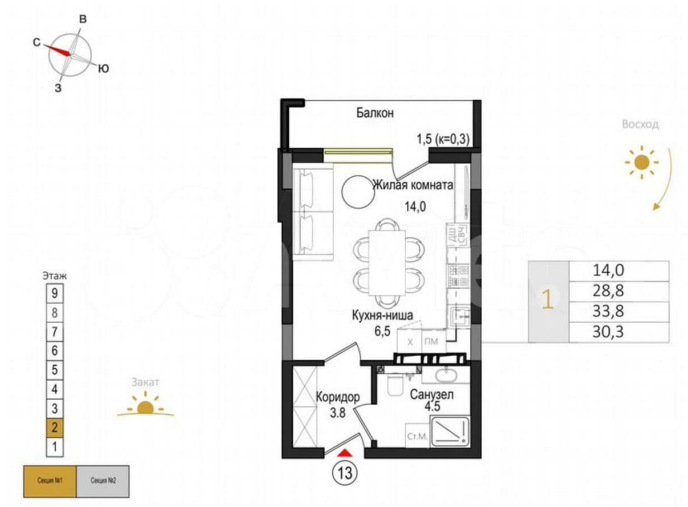 В
С
Ю
З
Балкон
1,5 (к=0,3)
Восход
Жилая комната
14,0
ДШ
СВЧ
Этаж
9
8
7
6
5
4
3
2
1
1
14,0
28,8
33,8
30,3
Кухня-ниша
6,5
Х
ПМ
Закат
Коридор
3.8
Санузел
4.5
Ст.М.
13
Секция №1
Секция №2